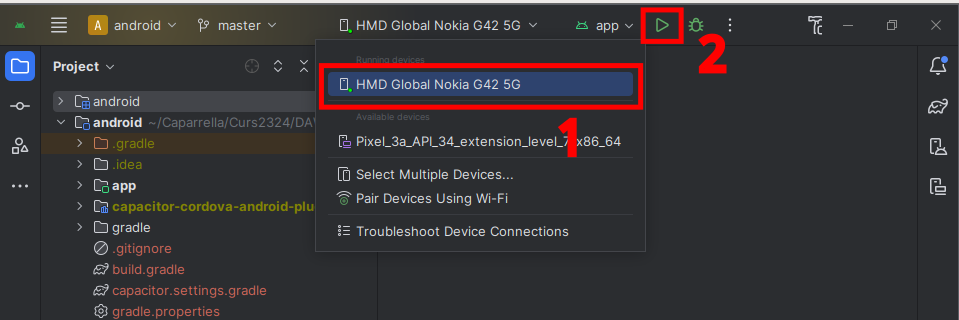 A android master HMD Global Nokia G42 5G app
2
Project
Running devices
HMD Global Nokia G42 5G
android
Available devices
1
android ~/Caparrella/Curs2324/DA
.gradle
Pixel_3a_API_34_extension_level_7_x86_64
.idea
app
Select Multiple Devices...
capacitor-cordova-android-plu
Pair Devices Using Wi-Fi
gradle
Troubleshoot Device Connections
.gitignore
build.gradle
capacitor.settings.gradle
gradle.properties